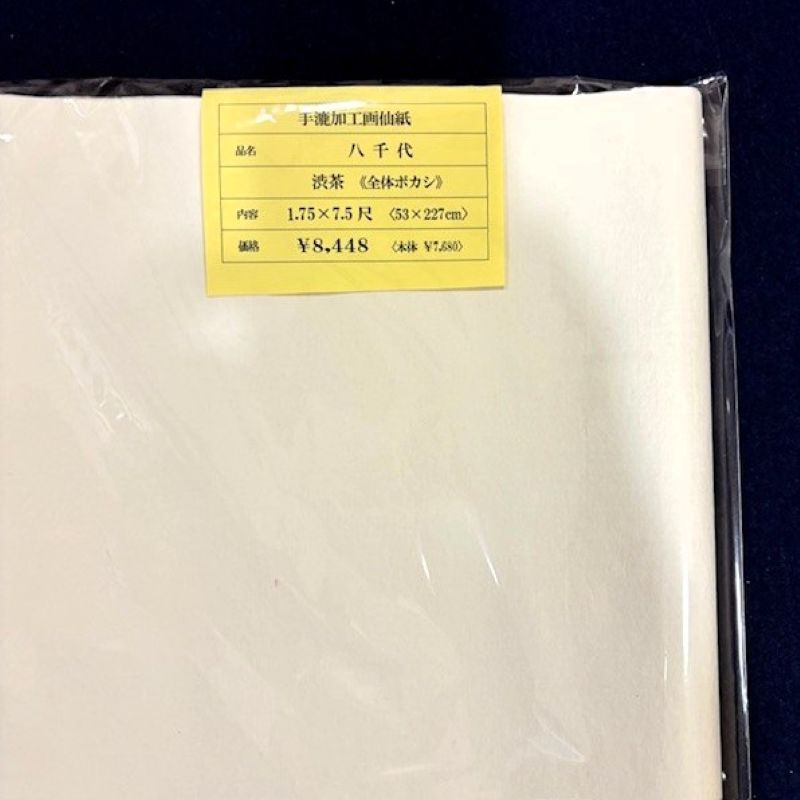 手漉加工画仙紙
品名 八千代
渋茶 《全体ボカシ》
内容 1.75×7.5尺 〈53×227cm〉
価格 ¥8,448 〈本体 ¥7,680〉